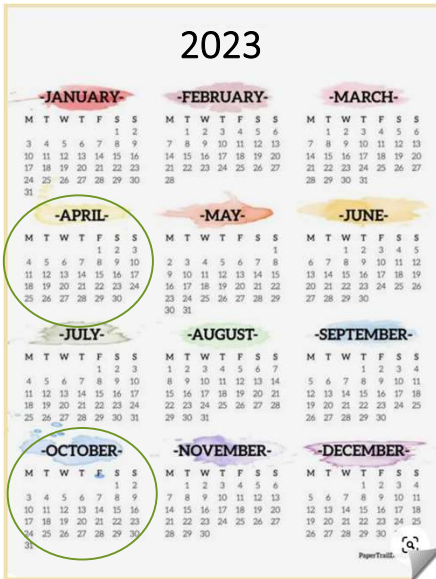 2023
-JANUARY-
M T W T F S S
1 2
3 4 5 6 7 8 9
10 11 12 13 14 15 16
17 18 19 20 21 22 23
24 25 26 27 28 29 30
31
-FEBRUARY-
M T W T F S S
1 2 3 4 5 6
7 8 9 10 11 12 13
14 15 16 17 18 19 20
21 22 23 24 25 26 27
28
-MARCH-
M T W T F S S
1 2 3 4 5 6
7 8 9 10 11 12 13
14 15 16 17 18 19 20
21 22 23 24 25 26 27
28 29 30 31
-APRIL-
M T W T F S S
1 2 3
4 5 6 7 8 9 10
11 12 13 14 15 16 17
18 19 20 21 22 23 24
25 26 27 28 29 30
-MAY-
M T W T F S S
1
2 3 4 5 6 7 8
9 10 11 12 13 14 15
16 17 18 19 20 21 22
23 24 25 26 27 28 29
30 31
-JUNE-
M T W T F S S
1 2 3 4 5
6 7 8 9 10 11 12
13 14 15 16 17 18 19
20 21 22 23 24 25 26
27 28 29 30
-JULY-
M T W T F S S
1 2 3
4 5 6 7 8 9 10
11 12 13 14 15 16 17
18 19 20 21 22 23 24
25 26 27 28 29 30 31
-AUGUST-
M T W T F S S
1 2 3 4 5 6 7
8 9 10 11 12 13 14
15 16 17 18 19 20 21
22 23 24 25 26 27 28
29 30 31
-SEPTEMBER-
M T W T F S S
1 2 3 4
5 6 7 8 9 10 11
12 13 14 15 16 17 18
19 20 21 22 23 24 25
26 27 28 29 30
-OCTOBER-
M T W T F S S
1 2
3 4 5 6 7 8 9
10 11 12 13 14 15 16
17 18 19 20 21 22 23
24 25 26 27 28 29 30
31
-NOVEMBER-
M T W T F S S
1 2 3 4 5 6
7 8 9 10 11 12 13
14 15 16 17 18 19 20
21 22 23 24 25 26 27
28 29 30
-DECEMBER-
M T W T F S S
1 2 3 4
5 6 7 8 9 10 11
12 13 14 15 16 17 18
19 20 21 22 23 24 25
26 27 28 29 30